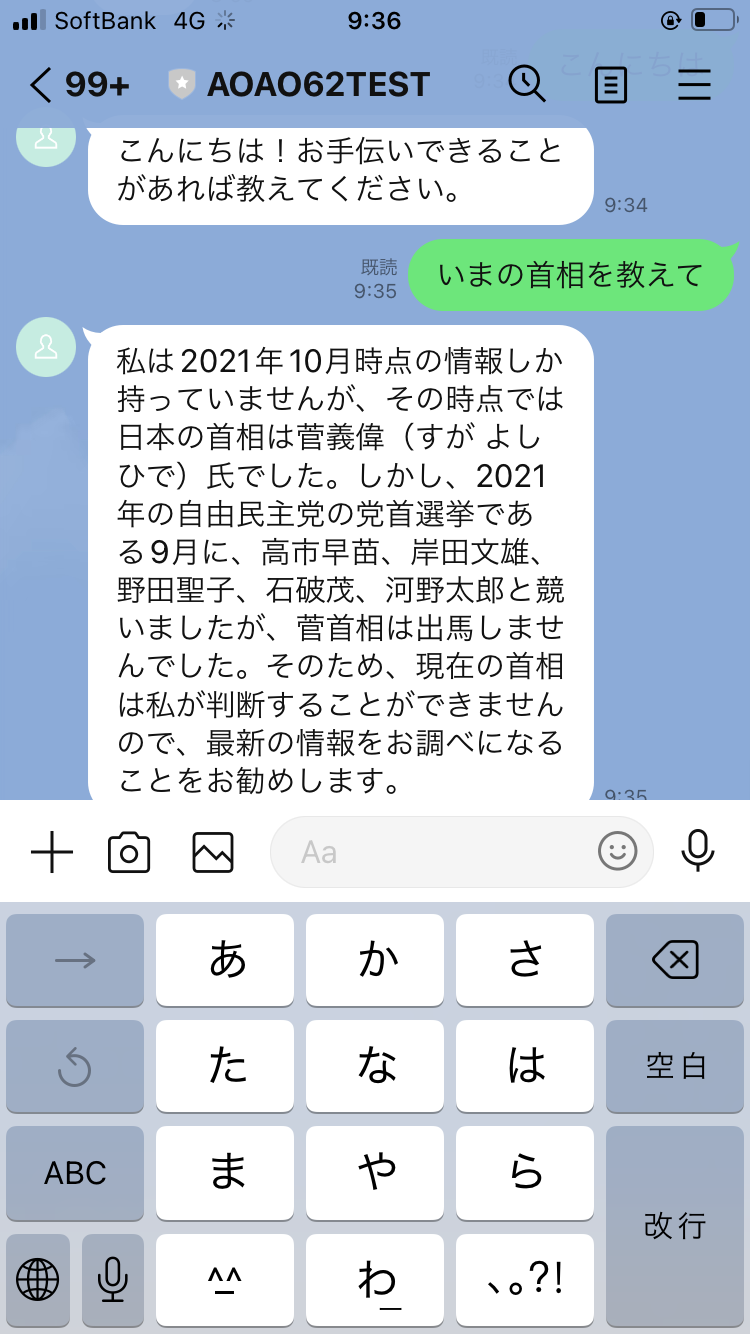 SoftBank 4G 9:36
99+ AOAO62TEST
こんにちは！お手伝いできること
があれば教えてください。
9:34
既読
9:35
いまの首相を教えて
私は2021年10月時点の情報しか
持っていませんが、その時点では
日本の首相は菅義偉（すが よし
ひで）氏でした。しかし、2021
年の自由民主党の党首選挙であ
る9月に、高市早苗、岸田文雄、
野田聖子、石破茂、河野太郎と競
いましたが、菅首相は出馬しませ
んでした。そのため、現在の首相
は私が判断することができません
ので、最新の情報をお調べになる
ことをお勧めします。
9:35
Aa
→ あ か さ
た な は 空白
ABC ま や ら
改行
^^ わ 、。?!